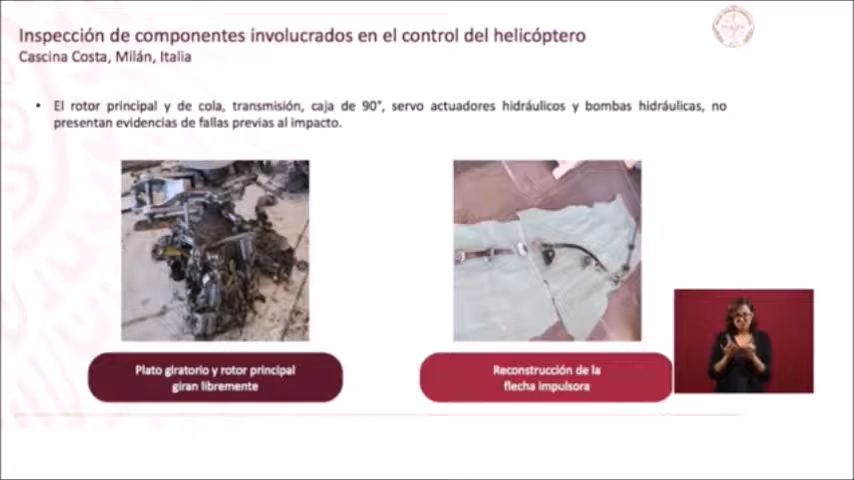 Inspección de componentes involucrados en el control del helicóptero
Cascina Costa, Milán, Italia
• El rotor principal y de cola, transmisión, caja de 90°, servo actuadores hidráulicos y bombas hidráulicas, no
presentan evidencias de fallas previas al impacto.
Plato giratorio y rotor principal
giran libremente
Reconstrucción de la
flecha impulsora